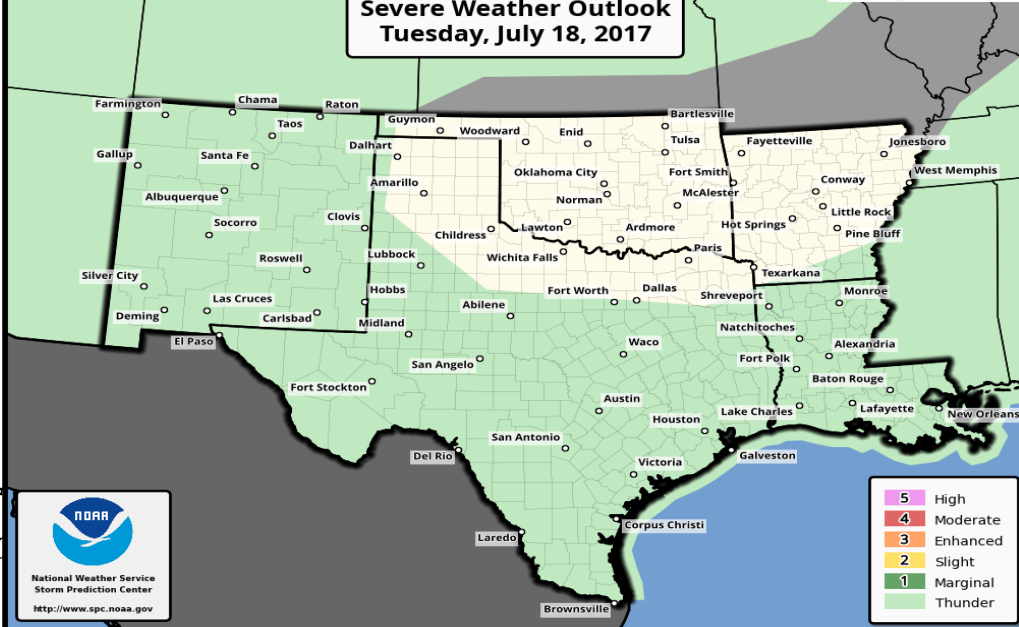 Severe Weather Outlook
Tuesday, July 18, 2017
Farmington
Chama
Raton
Taos
Guymon
Woodward
Enid
Bartlesville
Tulsa
Fayetteville
Jonesboro
Gallup
Santa Fe
Dalhart
Albuquerque
Amarillo
Oklahoma City
Fort Smith
West Memphis
Norman
McAlester
Conway
Socorro
Clovis
Childress
Lawton
Ardmore
Hot Springs
Little Rock
Pine Bluff
Roswell
Lubbock
Wichita Falls
Paris
Texarkana
Silver City
Las Cruces
Hobbs
Fort Worth
Dallas
Shreveport
Monroe
Deming
Carlsbad
Midland
Abilene
Natchitoches
El Paso
San Angelo
Waco
Fort Polk
Alexandria
Fort Stockton
Baton Rouge
Austin
Houston
Lake Charles
Lafayette
New Orleans
Del Rio
San Antonio
Victoria
Galveston
Laredo
Corpus Christi
Brownsville
NOAA
National Weather Service
Storm Prediction Center
http://www.spc.noaa.gov
5 High
4 Moderate
3 Enhanced
2 Slight
1 Marginal
Thunder